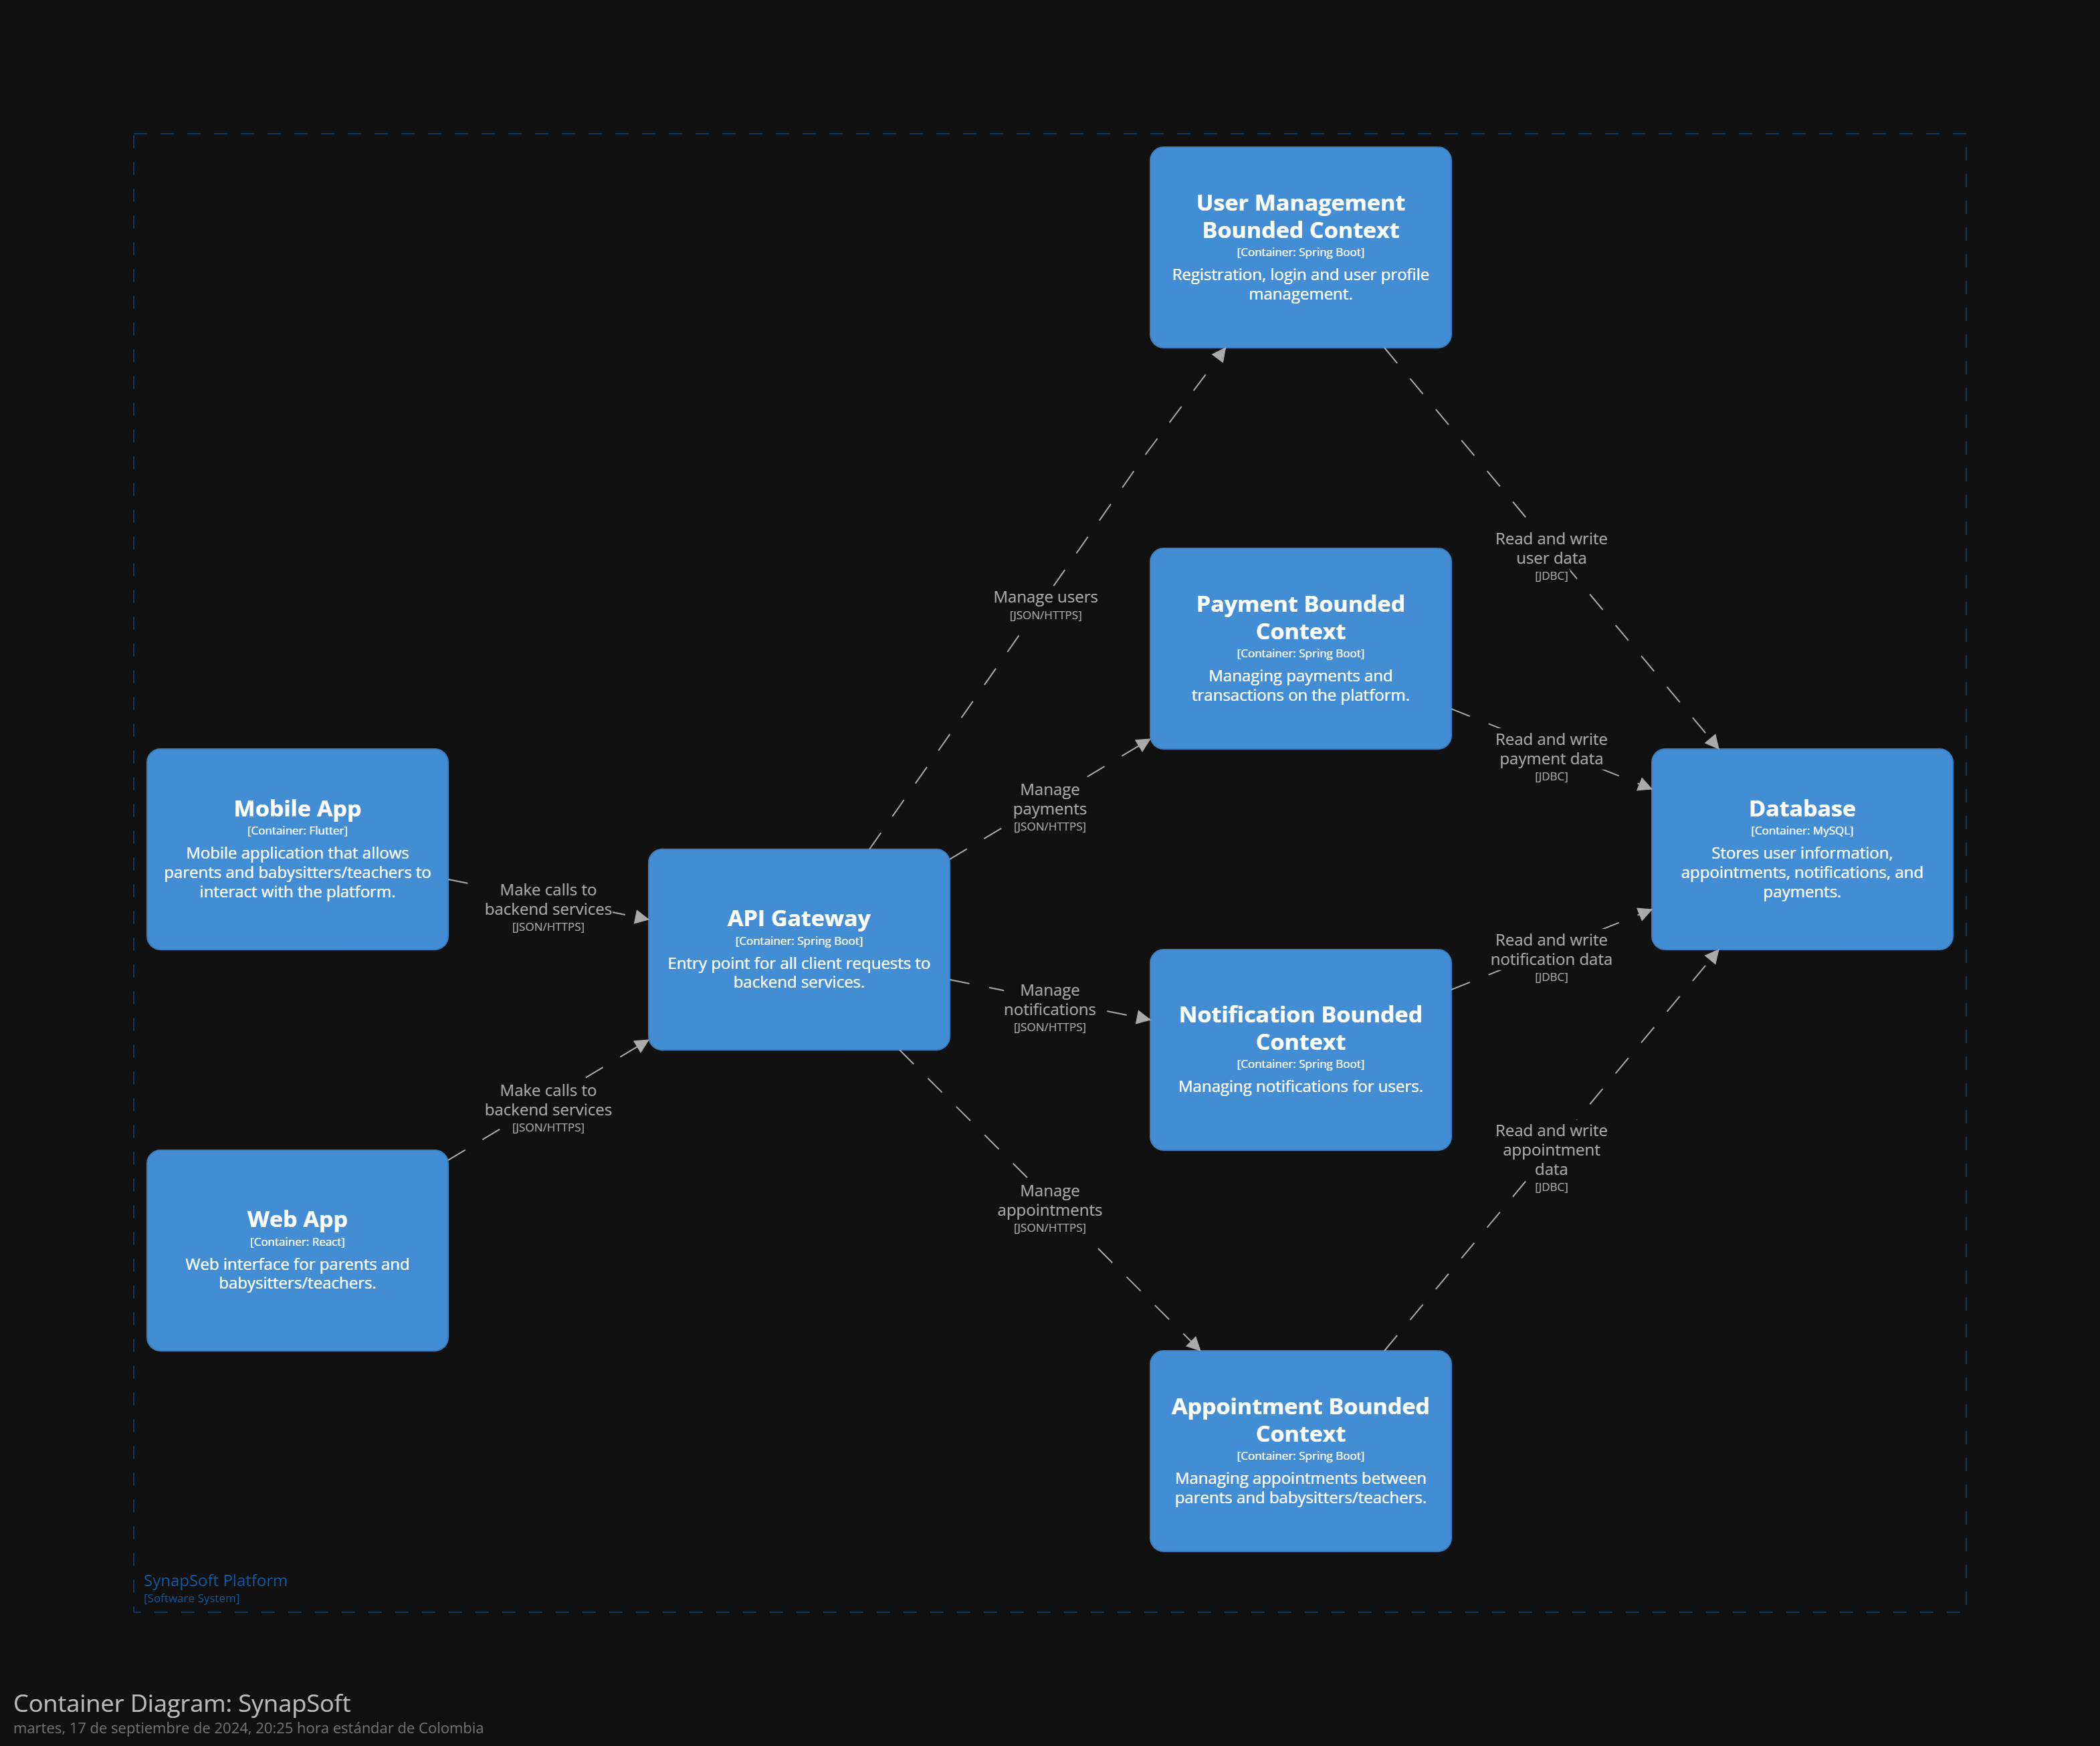 User Management
Bounded Context
[Container: Spring Boot]
Registration, login and user profile
management.
Manage users
[JSON/HTTPS]
Read and write
user data
[JDBC]
Payment Bounded
Context
[Container: Spring Boot]
Managing payments and
transactions on the platform.
Manage
payments
[JSON/HTTPS]
Read and write
payment data
[JDBC]
Mobile App
[Container: Flutter]
Mobile application that allows
parents and babysitters/teachers to
interact with the platform.
Make calls to
backend services
[JSON/HTTPS]
API Gateway
[Container: Spring Boot]
Entry point for all client requests to
backend services.
Database
[Container: MySQL]
Stores user information,
appointments, notifications, and
payments.
Manage
notifications
[JSON/HTTPS]
Notification Bounded
Context
[Container: Spring Boot]
Managing notifications for users.
Read and write
notification data
[JDBC]
Make calls to
backend services
[JSON/HTTPS]
Web App
[Container: React]
Web interface for parents and
babysitters/teachers.
Manage
appointments
[JSON/HTTPS]
Read and write
appointment
data
[JDBC]
Appointment Bounded
Context
[Container: Spring Boot]
Managing appointments between
parents and babysitters/teachers.
SynapSoft Platform
[Software System]
Container Diagram: SynapSoft
martes, 17 de septiembre de 2024, 20:25 hora estándar de Colombia